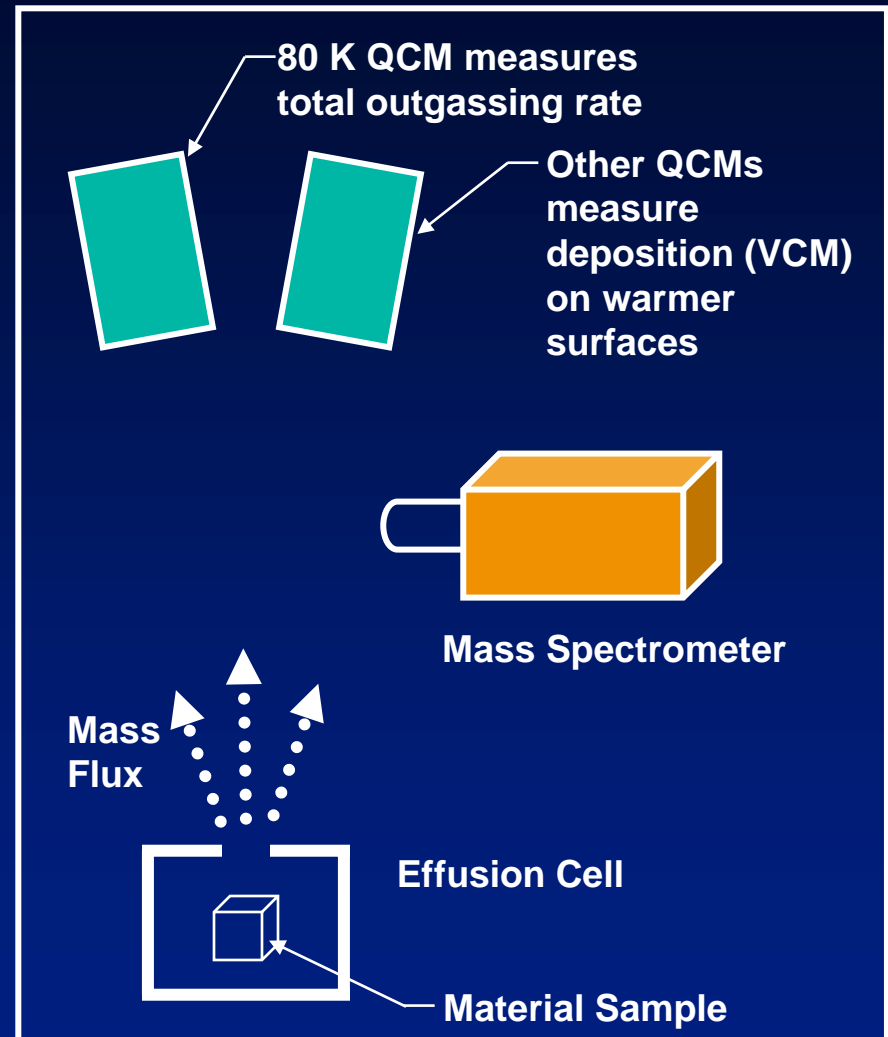 80 K QCM measures
total outgassing rate
Other QCMs
measure
deposition (VCM)
on warmer
surfaces
Mass Spectrometer
Mass
Flux
Effusion Cell
Material Sample